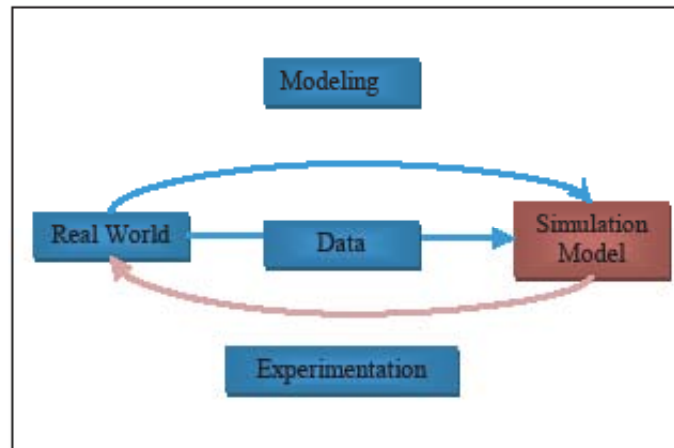 Modeling
Real World
Data
Simulation
Model
Experimentation